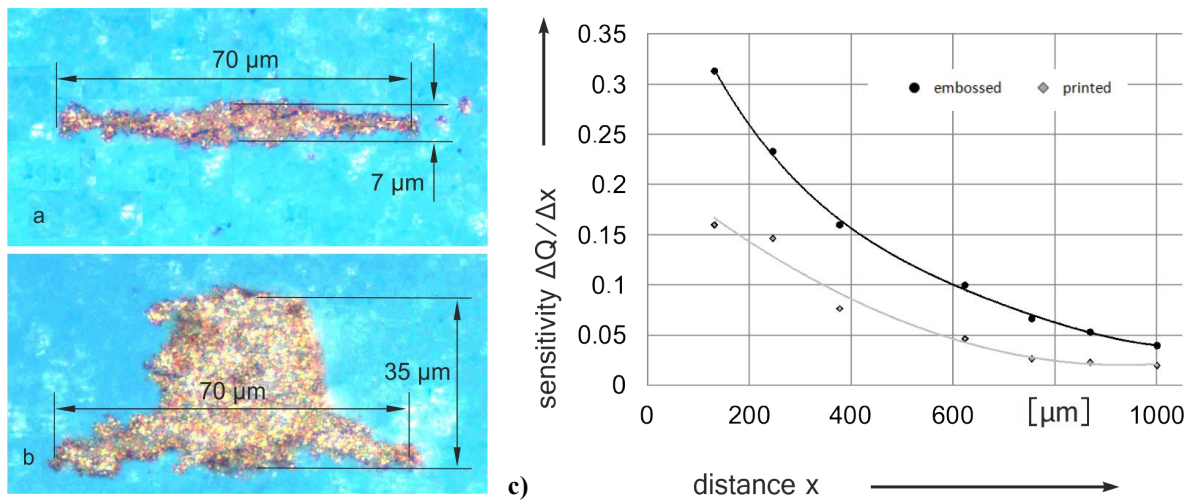 70 µm
7 µm
a
70 µm
35 µm
b
c)
sensitivity ΔQ/Δx
0.35
0.3
0.25
0.2
0.15
0.1
0.05
0
embossed
printed
0 200 400 600 [µm] 1000
distance x